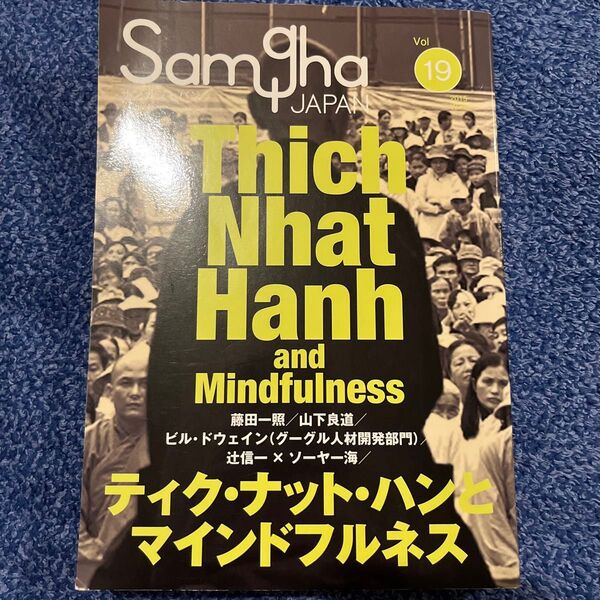 Samgha
JAPAN
Vol
19
Thich
Nhat
Hanh
and
Mindfulness
藤田一照／山下良道／
ビル・ドウェイン（グーグル人材開発部門）／
辻信一 × ソーヤー海／
ティク・ナット・ハンと
マインドフルネス